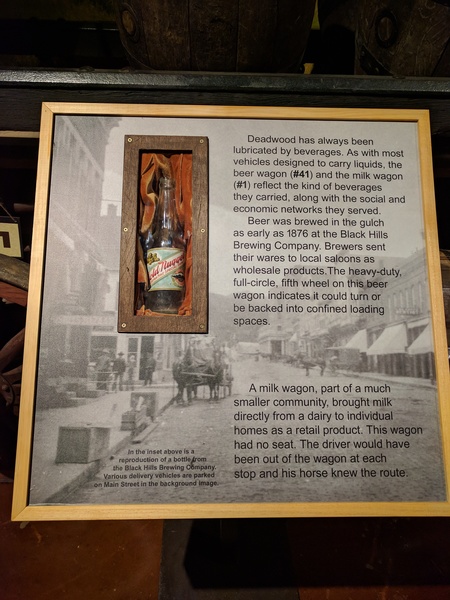 Deadwood has always been
lubricated by beverages. As with most
vehicles designed to carry liquids, the
beer wagon (#41) and the milk wagon
(#1) reflect the kind of beverages
they carried, along with the social and
economic networks they served.
Beer was brewed in the gulch
as early as 1876 at the Black Hills
Brewing Company. Brewers sent
their wares to local saloons as
wholesale products.The heavy-duty,
full-circle, fifth wheel on this beer
wagon indicates it could turn or
be backed into confined loading
spaces.
A milk wagon, part of a much
smaller community, brought milk
directly from a dairy to individual
homes as a retail product. This wagon
had no seat. The driver would have
been out of the wagon at each
stop and his horse knew the route.
In the inset above is a
reproduction of a bottle from
the Black Hills Brewing Company.
Various delivery vehicles are parked
on Main Street in the background image.